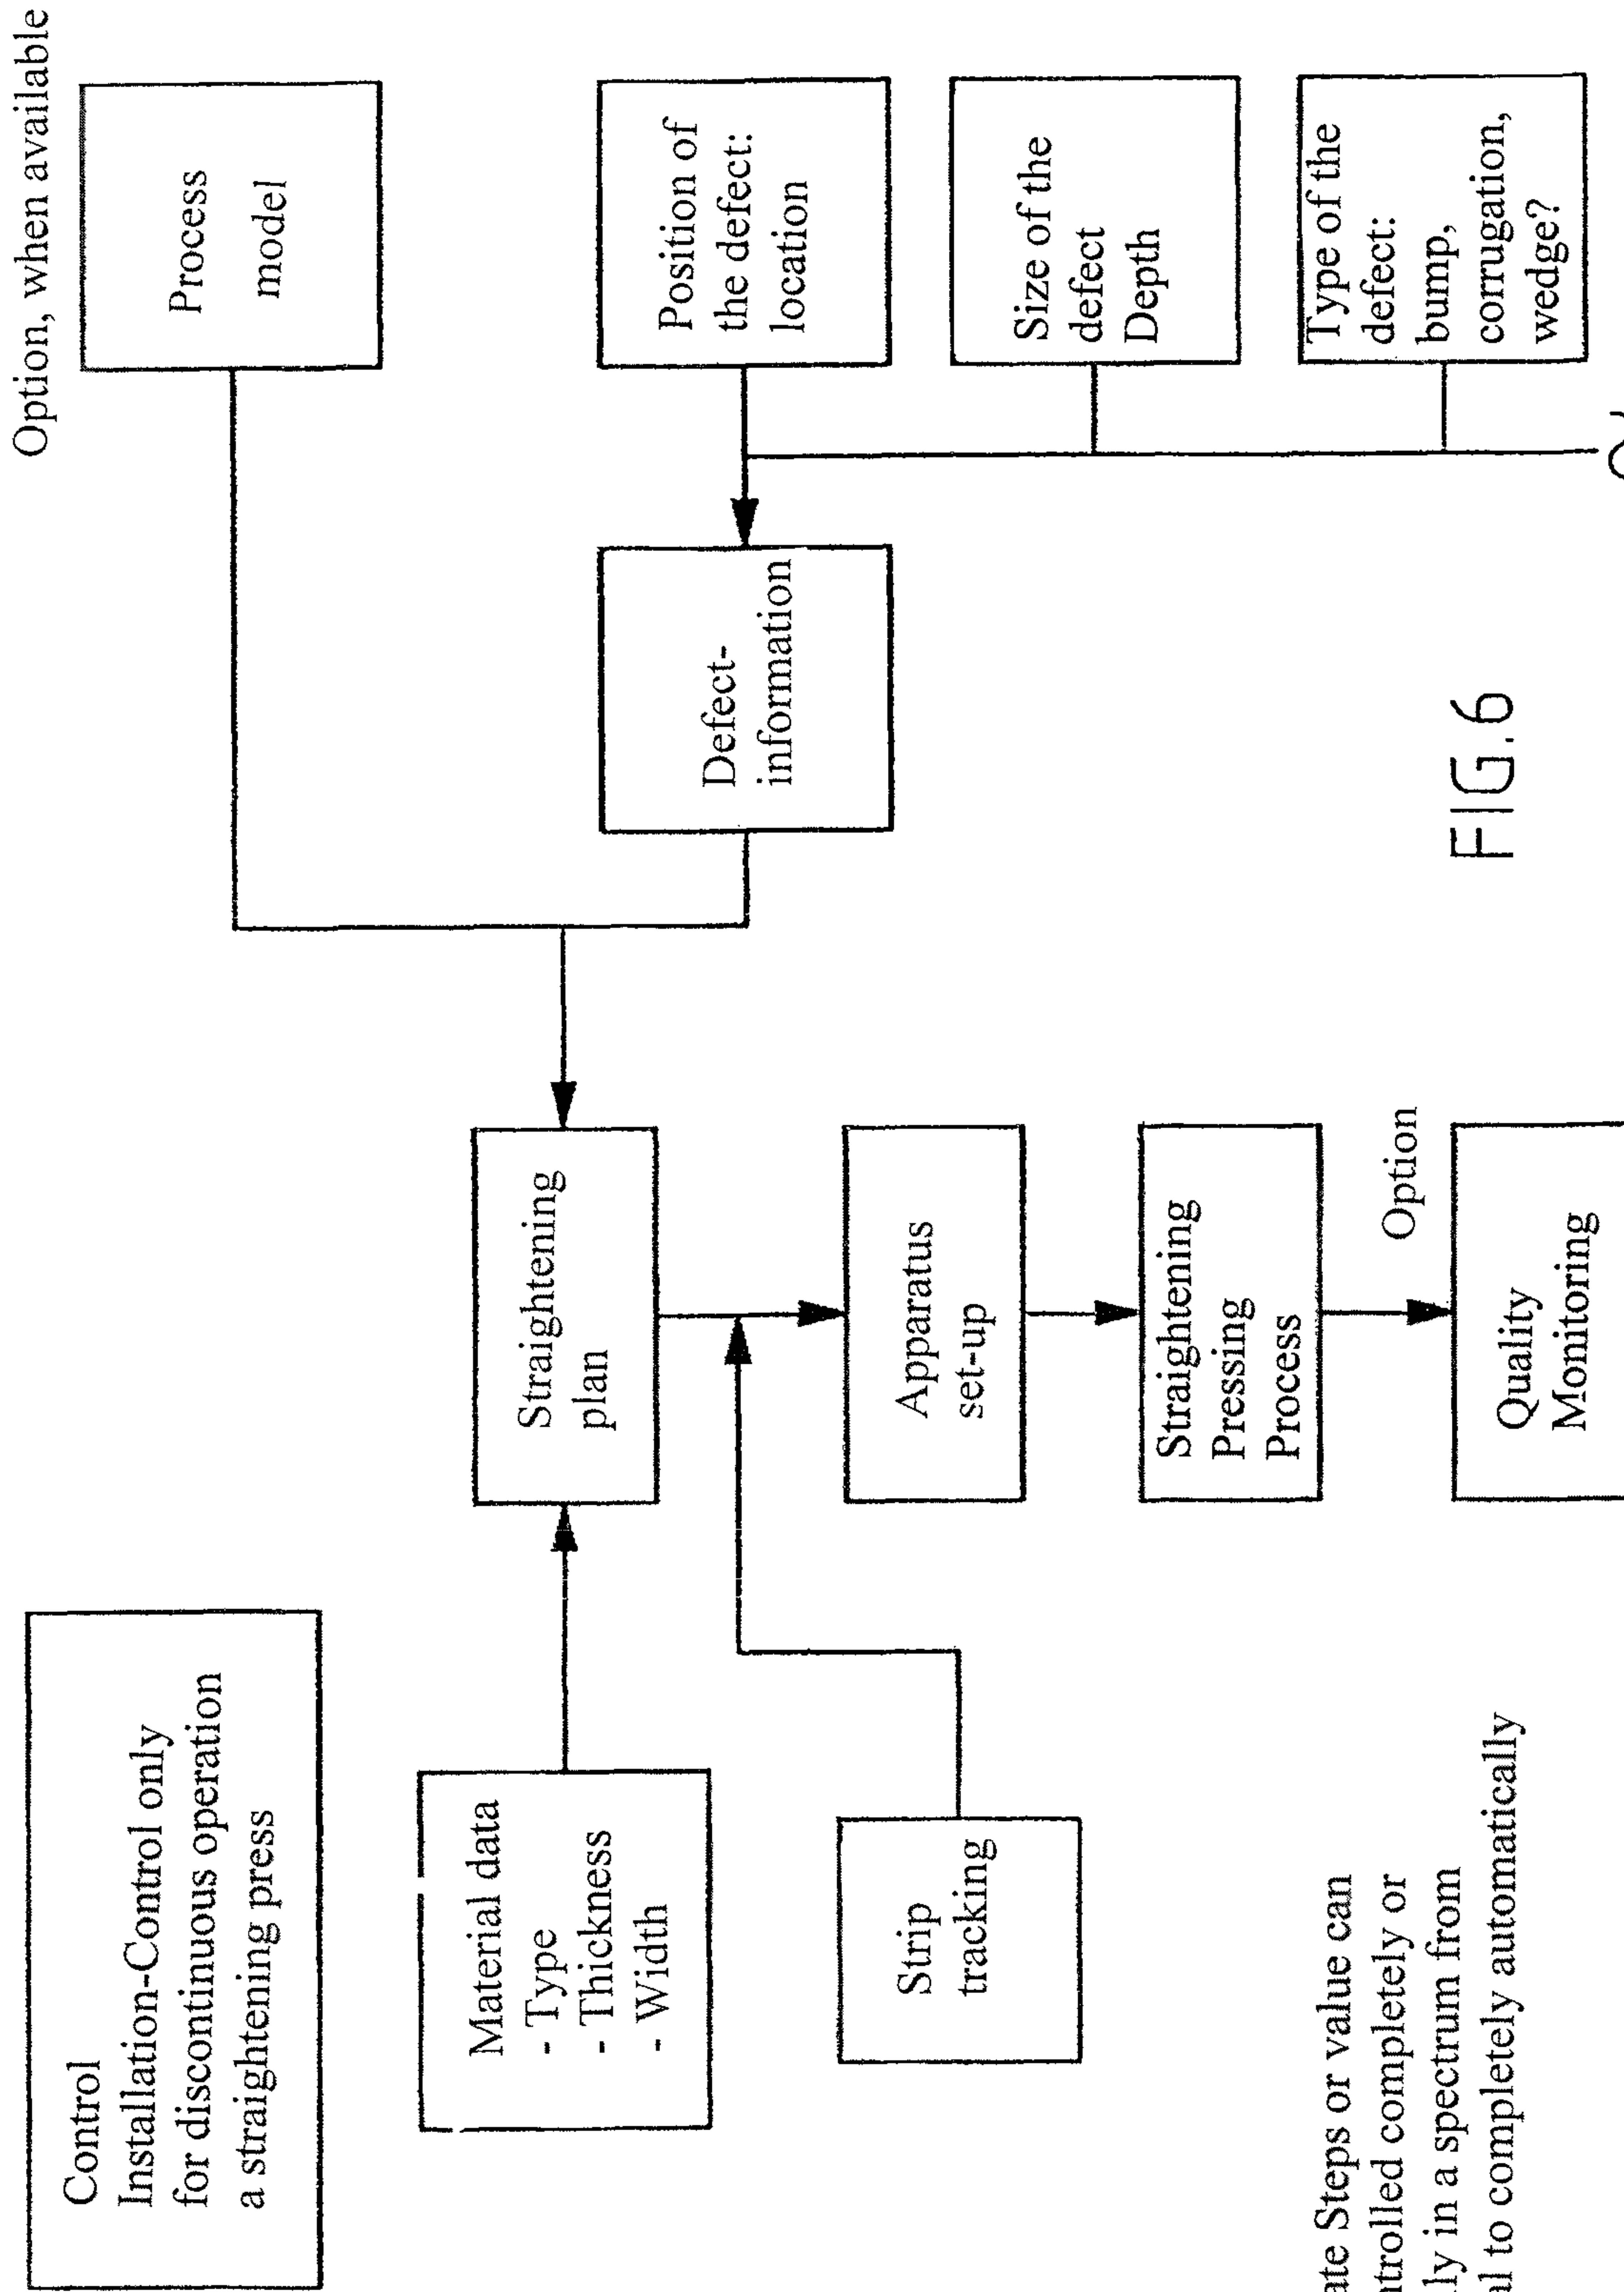 Control
Installation-Control only
for discontinuous operation
a straightening press
Option, when available
Process
model
Material data
- Type
- Thickness
- Width
Straightening
plan
Defect-
information
Position of
the defect:
location
Strip
tracking
Apparatus
set-up
Size of the
defect
Depth
Straightening
Pressing
Process
Type of the
defect:
bump,
corrugation,
wedge?
Option
Quality
Monitoring
Steps or value can
completely or
in a spectrum from
to completely automatically
FIG.6